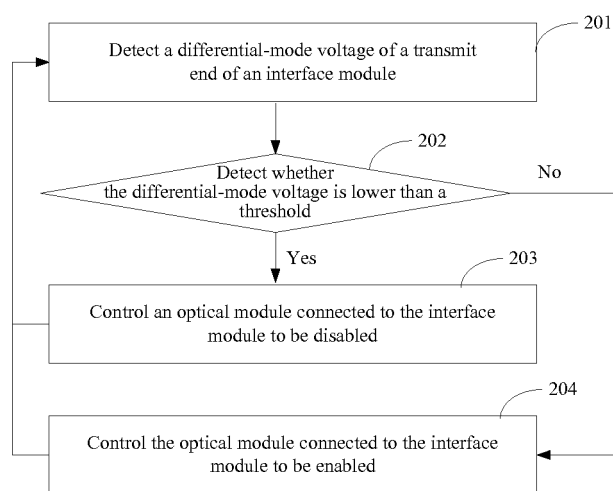 201
Detect a differential-mode voltage of a transmit
end of an interface module
202
Detect whether
the differential-mode voltage is lower than a
threshold
No
Yes
203
Control an optical module connected to the interface
module to be disabled
204
Control the optical module connected to the interface
module to be enabled